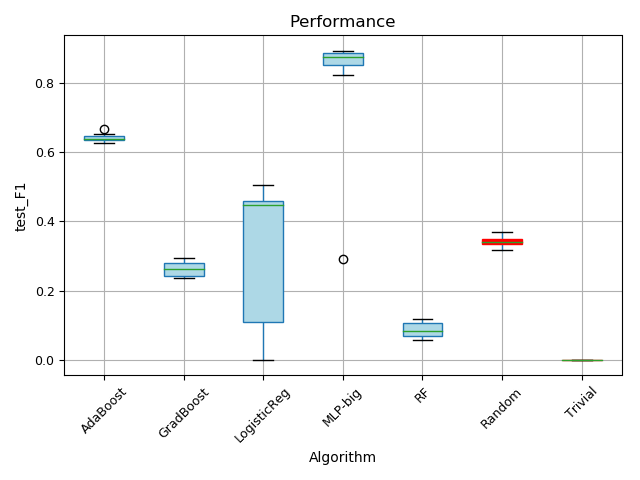 Performance
test_F1
0.8
0.6
0.4
0.2
0.0
AdaBoost
GradBoost
LogisticReg
MLP-big
RF
Random
Trivial
Algorithm